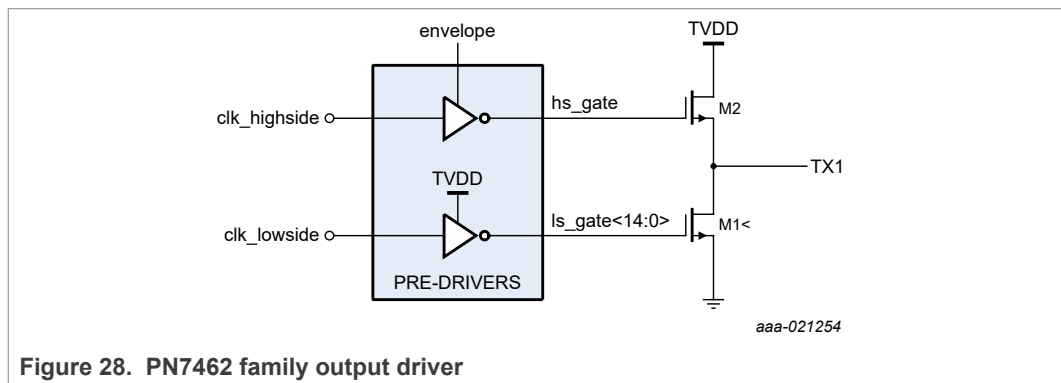 envelope
TVDD
clk_highside
hs_gate
M2
TX1
TVDD
clk_lowside
ls_gate<14:0>
M1<
PRE-DRIVERS
aaa-021254
Figure 28. PN7462 family output driver